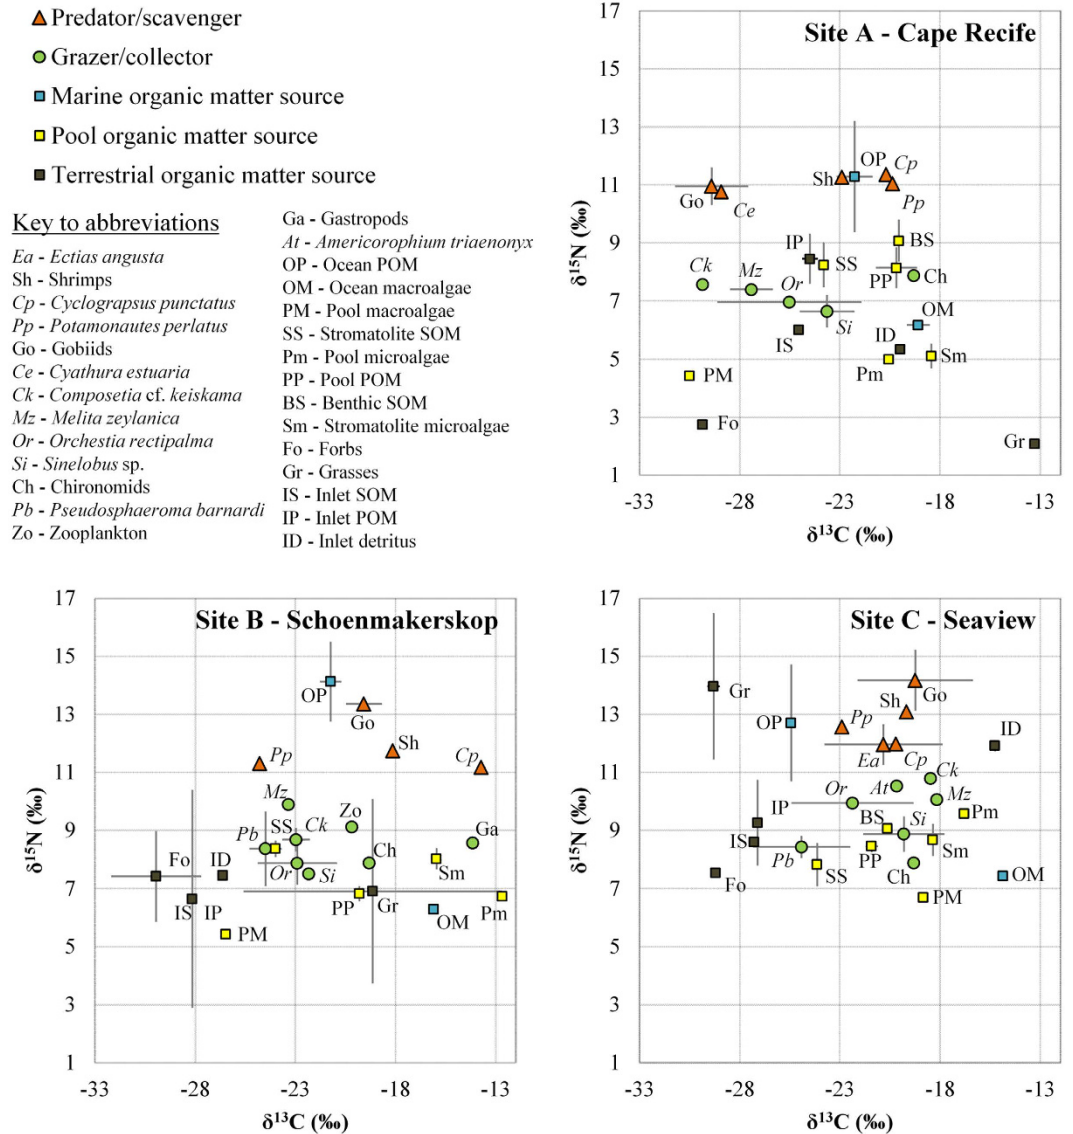 Predator/scavenger
Grazer/collector
Marine organic matter source
Pool organic matter source
Terrestrial organic matter source
Key to abbreviations
Ea - Ectias angusta
Sh - Shrimps
Cp - Cyclograpsus punctatus
Pp - Potamonautes perlatus
Go - Gobiids
Ce - Cyathura estuaria
Ck - Composetia cf. keiskama
Mz - Melita zeylanica
Or - Orchestia rectipalma
Si - Sinelobus sp.
Ch - Chironomids
Pb - Pseudosphaeroma barnardi
Zo - Zooplankton
Ga - Gastropods
At - Americorophium triaenonyx
OP - Ocean POM
OM - Ocean macroalgae
PM - Pool macroalgae
SS - Stromatolite SOM
Pm - Pool microalgae
PP - Pool POM
BS - Benthic SOM
Sm - Stromatolite microalgae
Fo - Forbs
Gr - Grasses
IS - Inlet SOM
IP - Inlet POM
ID - Inlet detritus
Site A - Cape Recife
17
15
13
11
9
7
5
3
1
δ15N (‰)
OP
Cp
Sh
Go
Ce
Pp
IP
SS
BS
Ck
Mz
Or
PP
Ch
Si
OM
IS
ID
Sm
Pm
PM
Fo
Gr
-33 -28 -23 -18 -13
δ13C (‰)
Site B - Schoenmakerskop
17
15
13
11
9
7
5
3
1
δ15N (‰)
OP
Go
Sh
Pp
Cp
Mz
Zo
Pb
SS
Ck
Ga
Fo
ID
Or
Si
Ch
Sm
IS
IP
PP
Gr
OM
Pm
PM
-33 -28 -23 -18 -13
δ13C (‰)
Site C - Seaview
17
15
13
11
9
7
5
3
1
δ15N (‰)
Gr
Go
Sh
OP
Pp
ID
Ea
Cp
Ck
At
Or
Mz
IP
BS
Si
Pm
IS
Pb
PP
Sm
Fo
SS
Ch
OM
PM
-33 -28 -23 -18 -13
δ13C (‰)